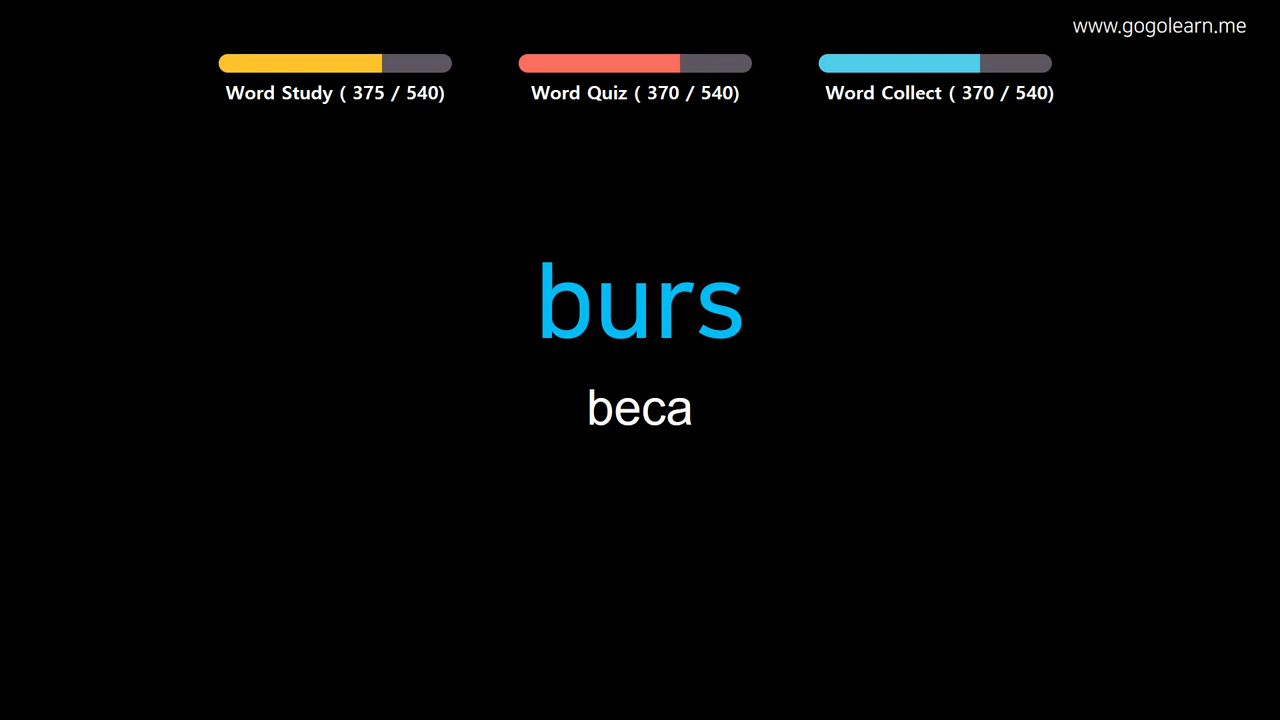 www.gogolearn.me
Word Study ( 375 / 540)
Word Quiz ( 370 / 540)
Word Collect ( 370 / 540)
burs
beca